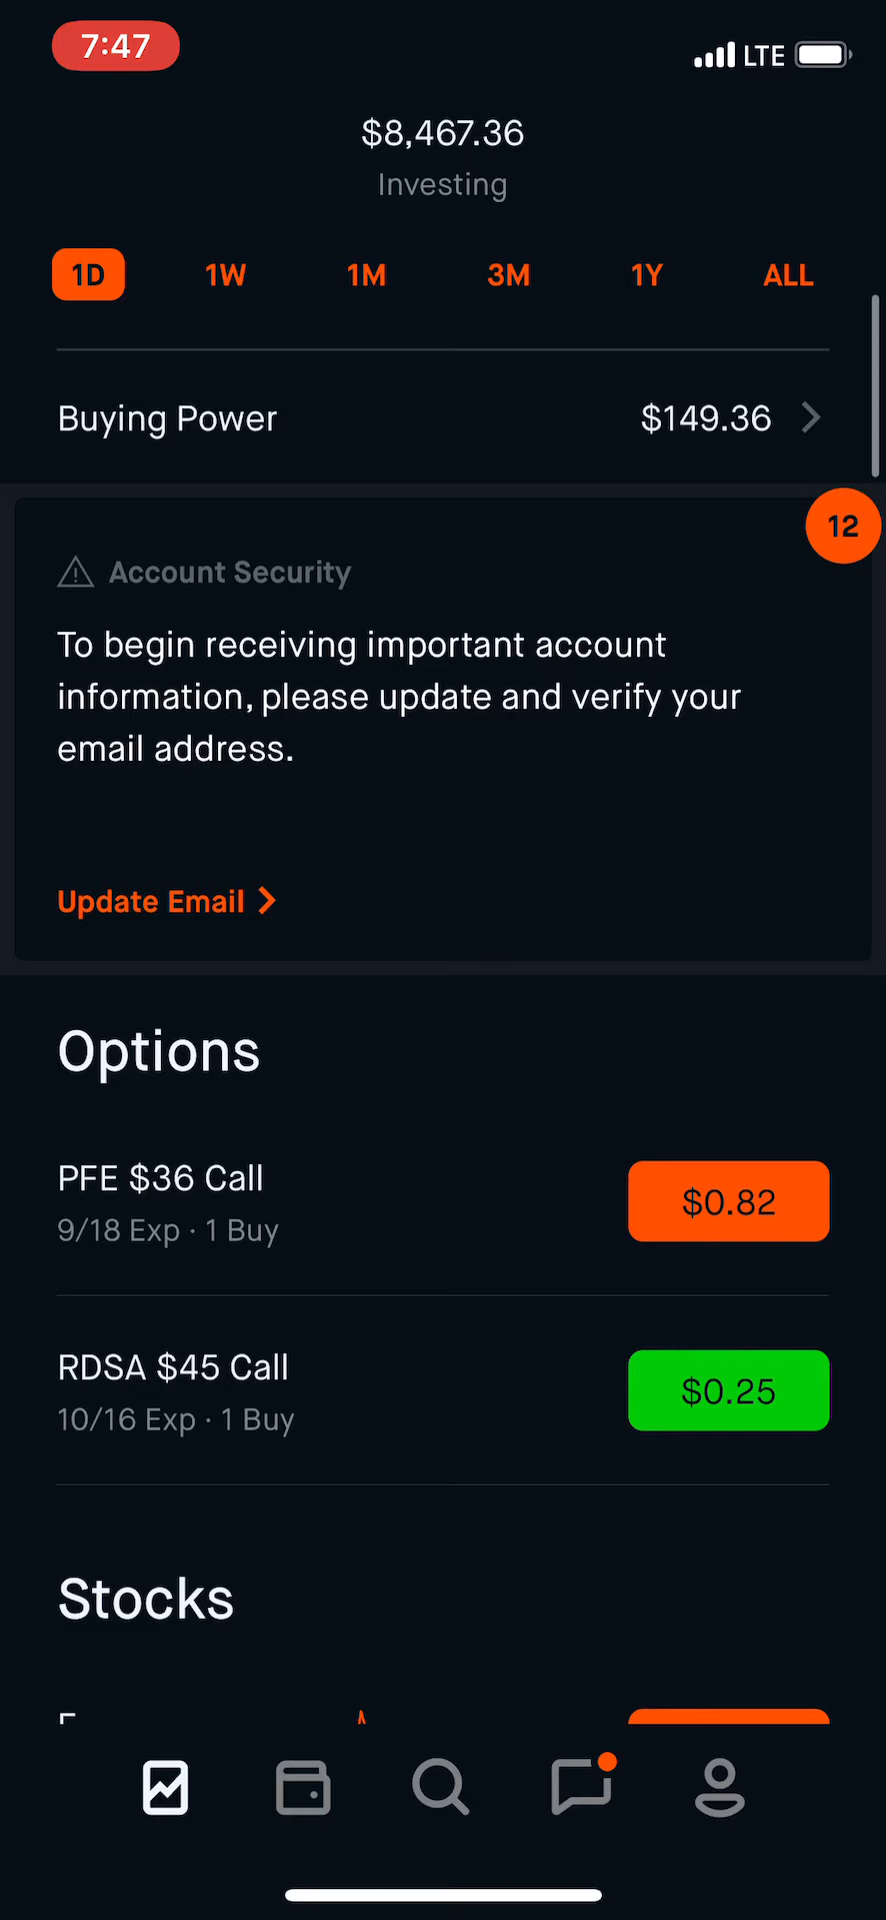 7:47
LTE
$8,467.36
Investing
1D 1W 1M 3M 1Y ALL
Buying Power $149.36
12
Account Security
To begin receiving important account
information, please update and verify your
email address.
Update Email
Options
PFE $36 Call
$0.82
9/18 Exp · 1 Buy
RDSA $45 Call
$0.25
10/16 Exp · 1 Buy
Stocks